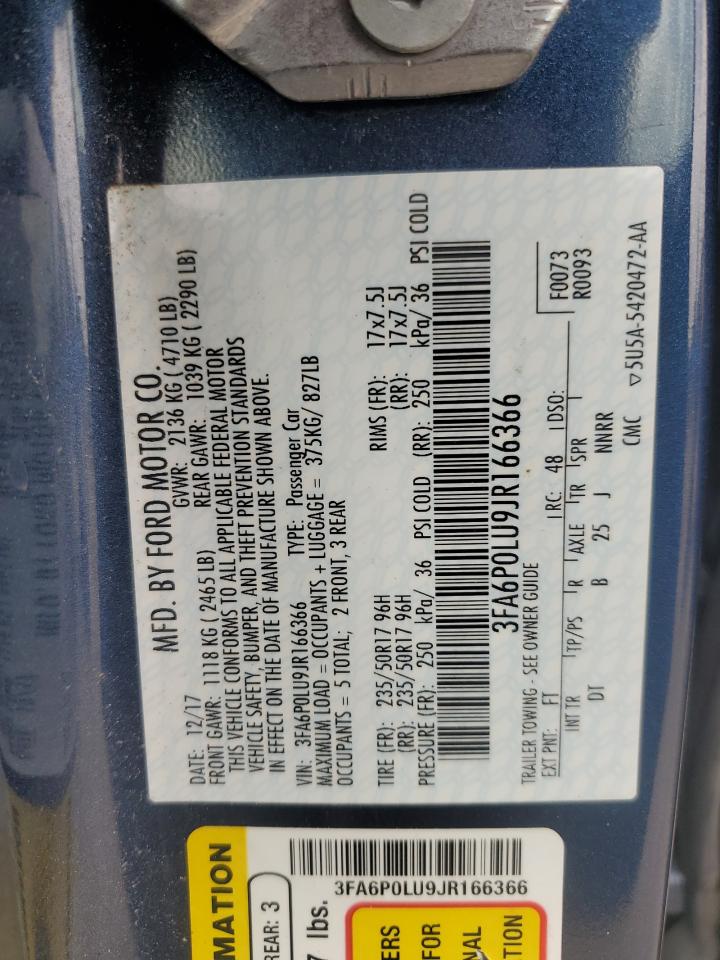 MFD. BY FORD MOTOR CO.
DATE: 12/17 GVWR: 2136 KG ( 4710 LB)
FRONT GAWR: 1118 KG ( 2465 LB) REAR GAWR: 1039 KG ( 2290 LB)
THIS VEHICLE CONFORMS TO ALL APPLICABLE FEDERAL MOTOR
VEHICLE SAFETY, BUMPER, AND THEFT PREVENTION STANDARDS
IN EFFECT ON THE DATE OF MANUFACTURE SHOWN ABOVE.
VIN: 3FA6P0LU9JR166366 TYPE: Passenger Car
MAXIMUM LOAD = OCCUPANTS + LUGGAGE = 375KG/ 827LB
OCCUPANTS = 5 TOTAL; 2 FRONT, 3 REAR
TIRE (FR): 235/50R17 96H RIMS (FR): 17x7.5J
(RR): 235/50R17 96H (RR): 17x7.5J
PRESSURE (FR): 250 kPa/ 36 PSI COLD (RR): 250 kPa/ 36 PSI COLD
3FA6P0LU9JR166366
TRAILER TOWING - SEE OWNER GUIDE
F0073
R0093
EXT PNT: FT RC: 48 DSO:
INT TR TP/PS R AXLE TR SPR
DT B 25 J NNRR
CMC ▽5U5A-5420472-AA
MATION
REAR: 3
7 lbs.
3FA6P0LU9JR166366
ERS
FOR
NAL
TION